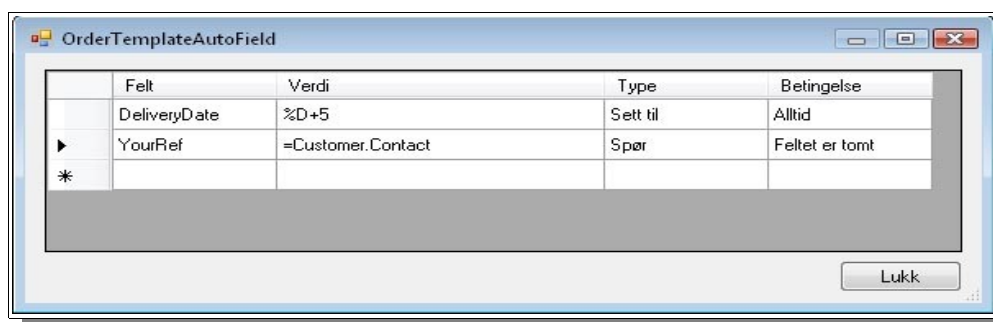 OrderTemplateAutoField
Felt Verdi Type Betingelse
DeliveryDate %D+5 Sett til Alltid
YourRef =Customer.Contact Spør Feltet er tomt
Lukk